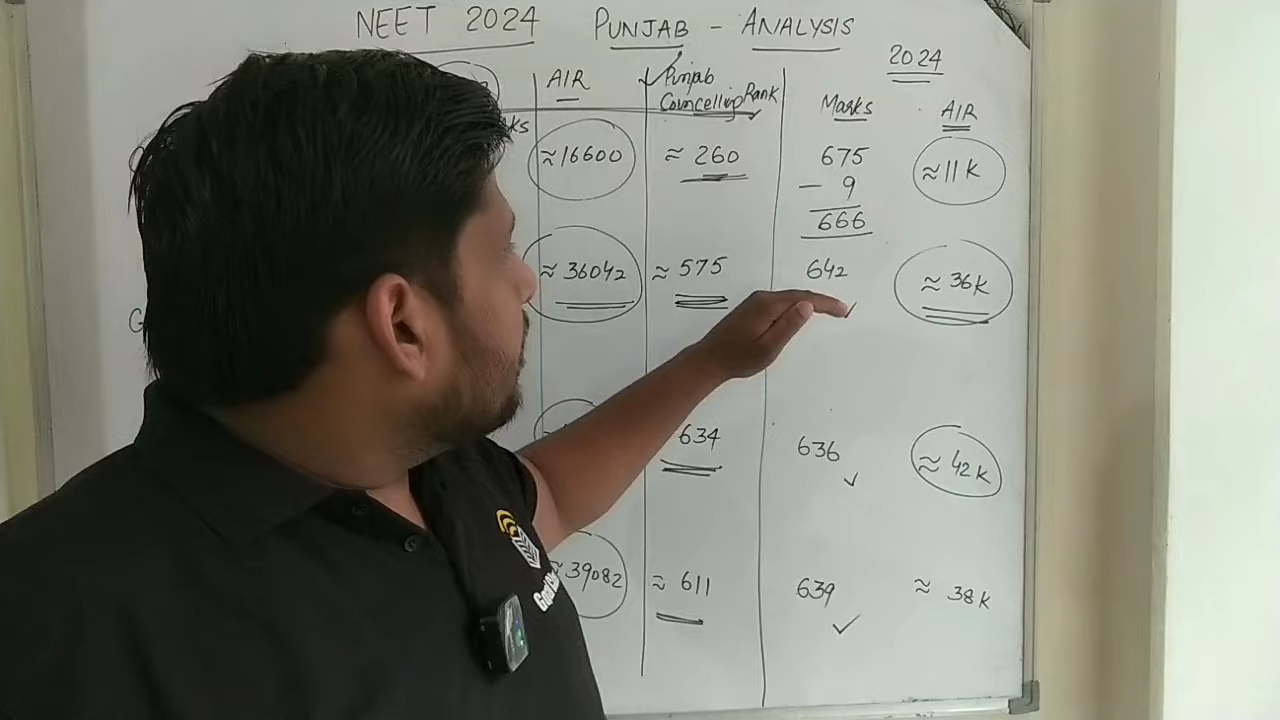 NEET 2024 PUNJAB - ANALYSIS
2024
AIR
Punjab
Councelling Rank
Marks
AIR
ks
≈16600
≈ 260
675
- 9
666
≈11K
≈ 36042
≈ 575
642
≈ 36K
G
634
636
≈ 42K
≈39082
≈ 611
639
≈ 38K